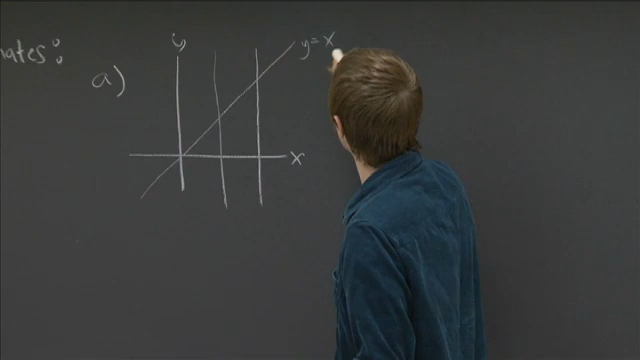 nates:
a)
y
y = x
x